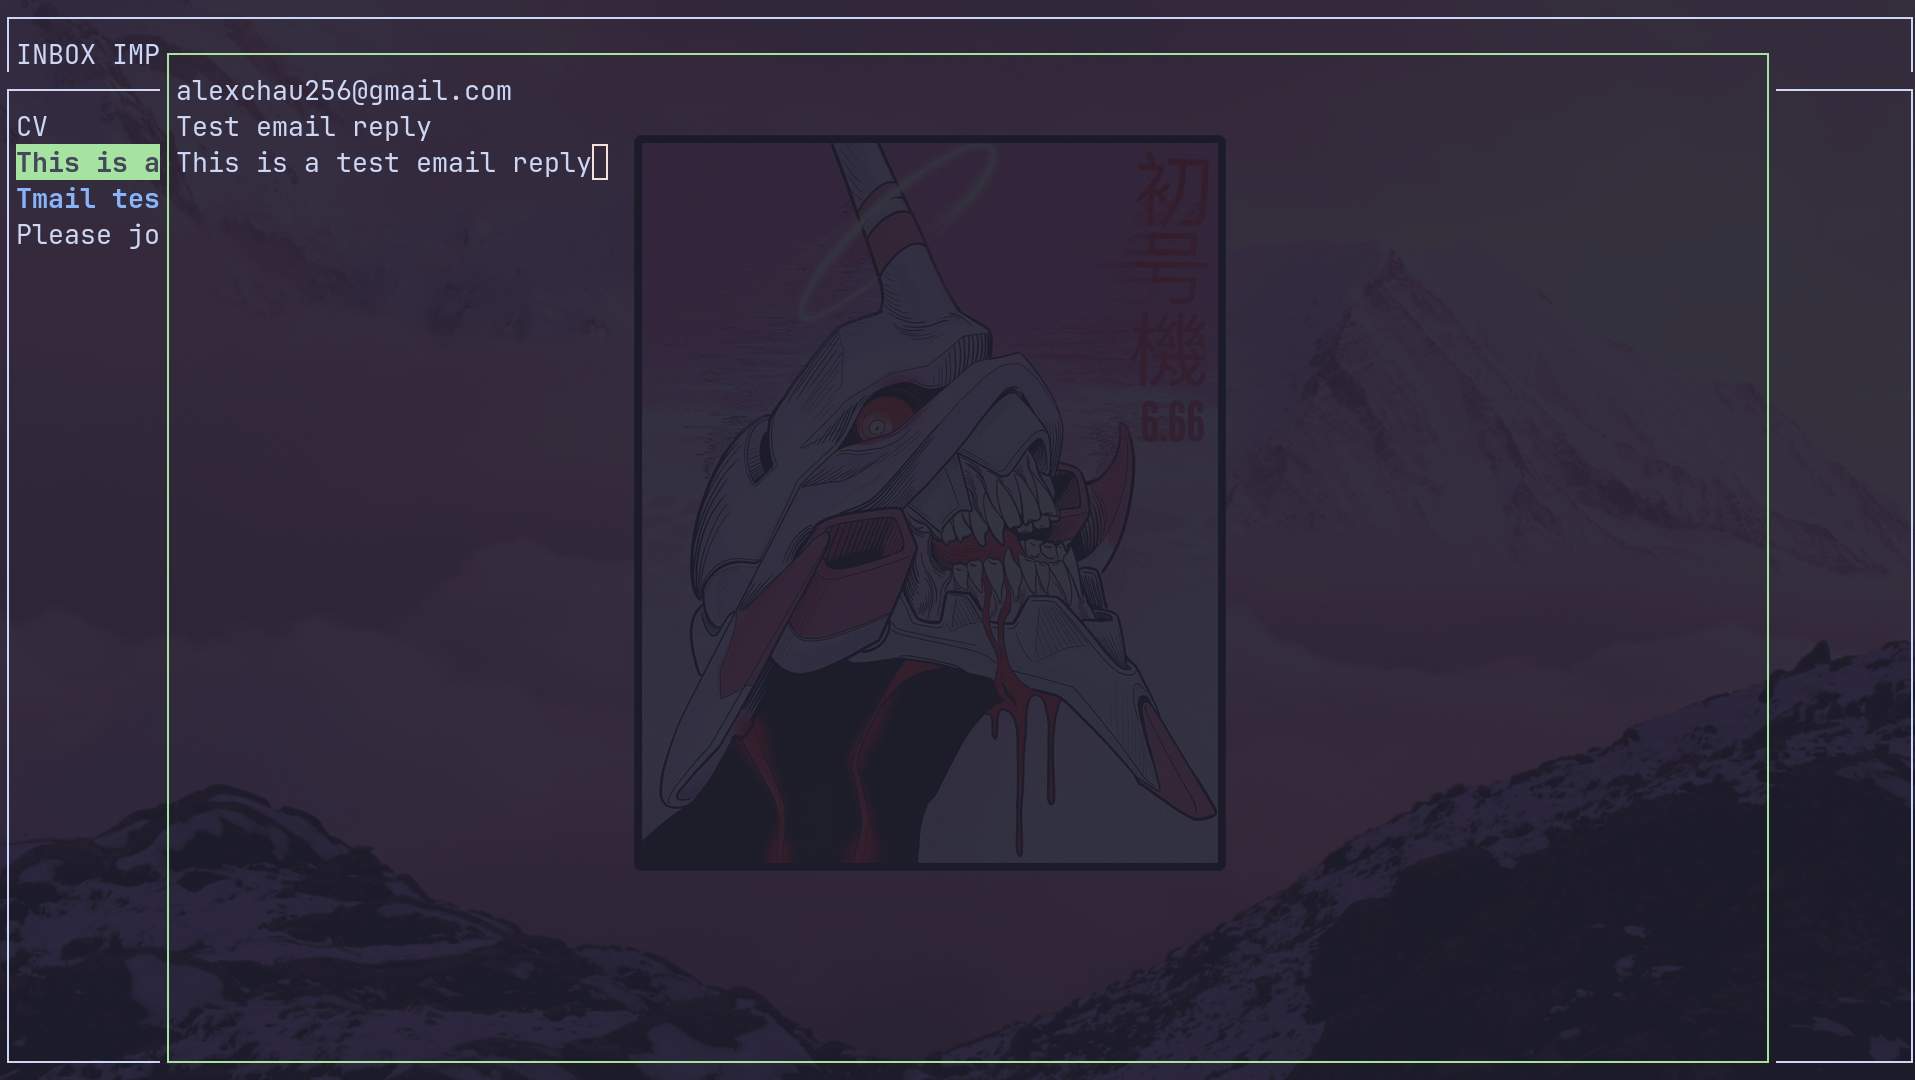 INBOX IMP
alexchau256@gmail.com
CV
Test email reply
This is a
This is a test email reply
Tmail tes
Please jo
初
号
機
6.66